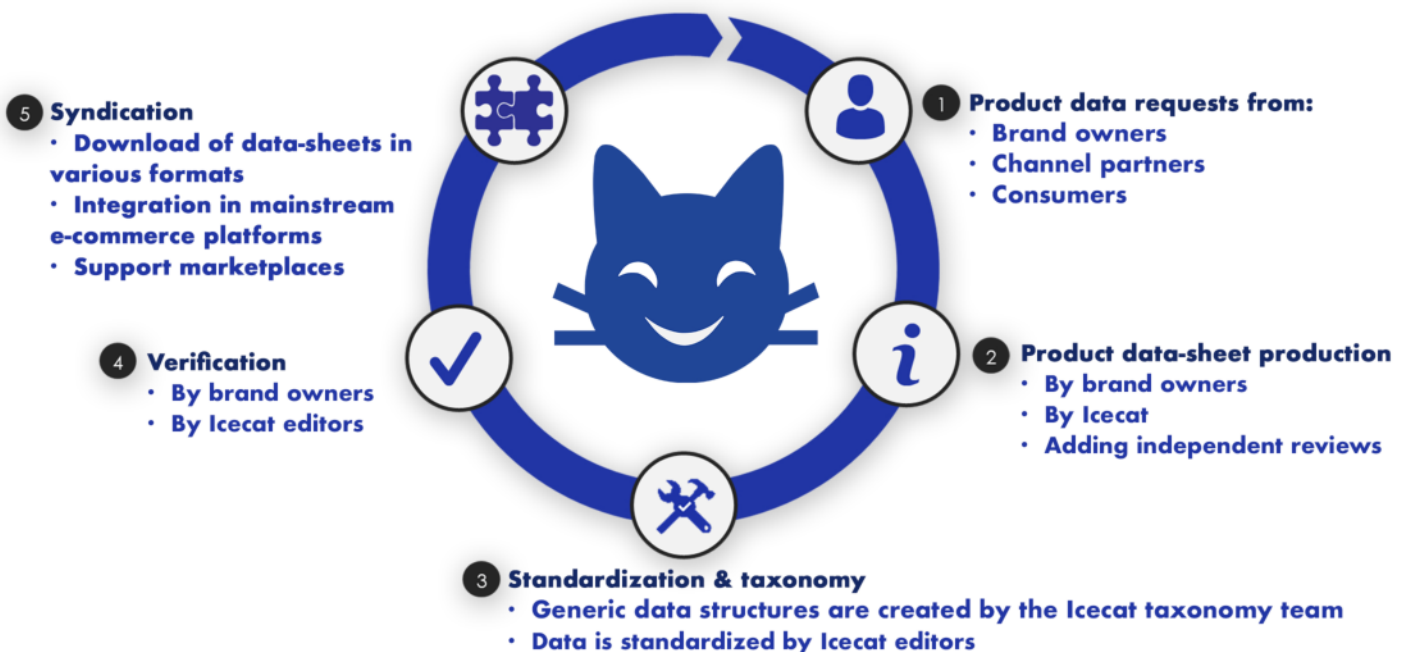 1 Product data requests from:
· Brand owners
· Channel partners
· Consumers
2 Product data-sheet production
· By brand owners
· By Icecat
· Adding independent reviews
3 Standardization & taxonomy
· Generic data structures are created by the Icecat taxonomy team
· Data is standardized by Icecat editors
4 Verification
· By brand owners
· By Icecat editors
5 Syndication
· Download of data-sheets in
various formats
· Integration in mainstream
e-commerce platforms
· Support marketplaces